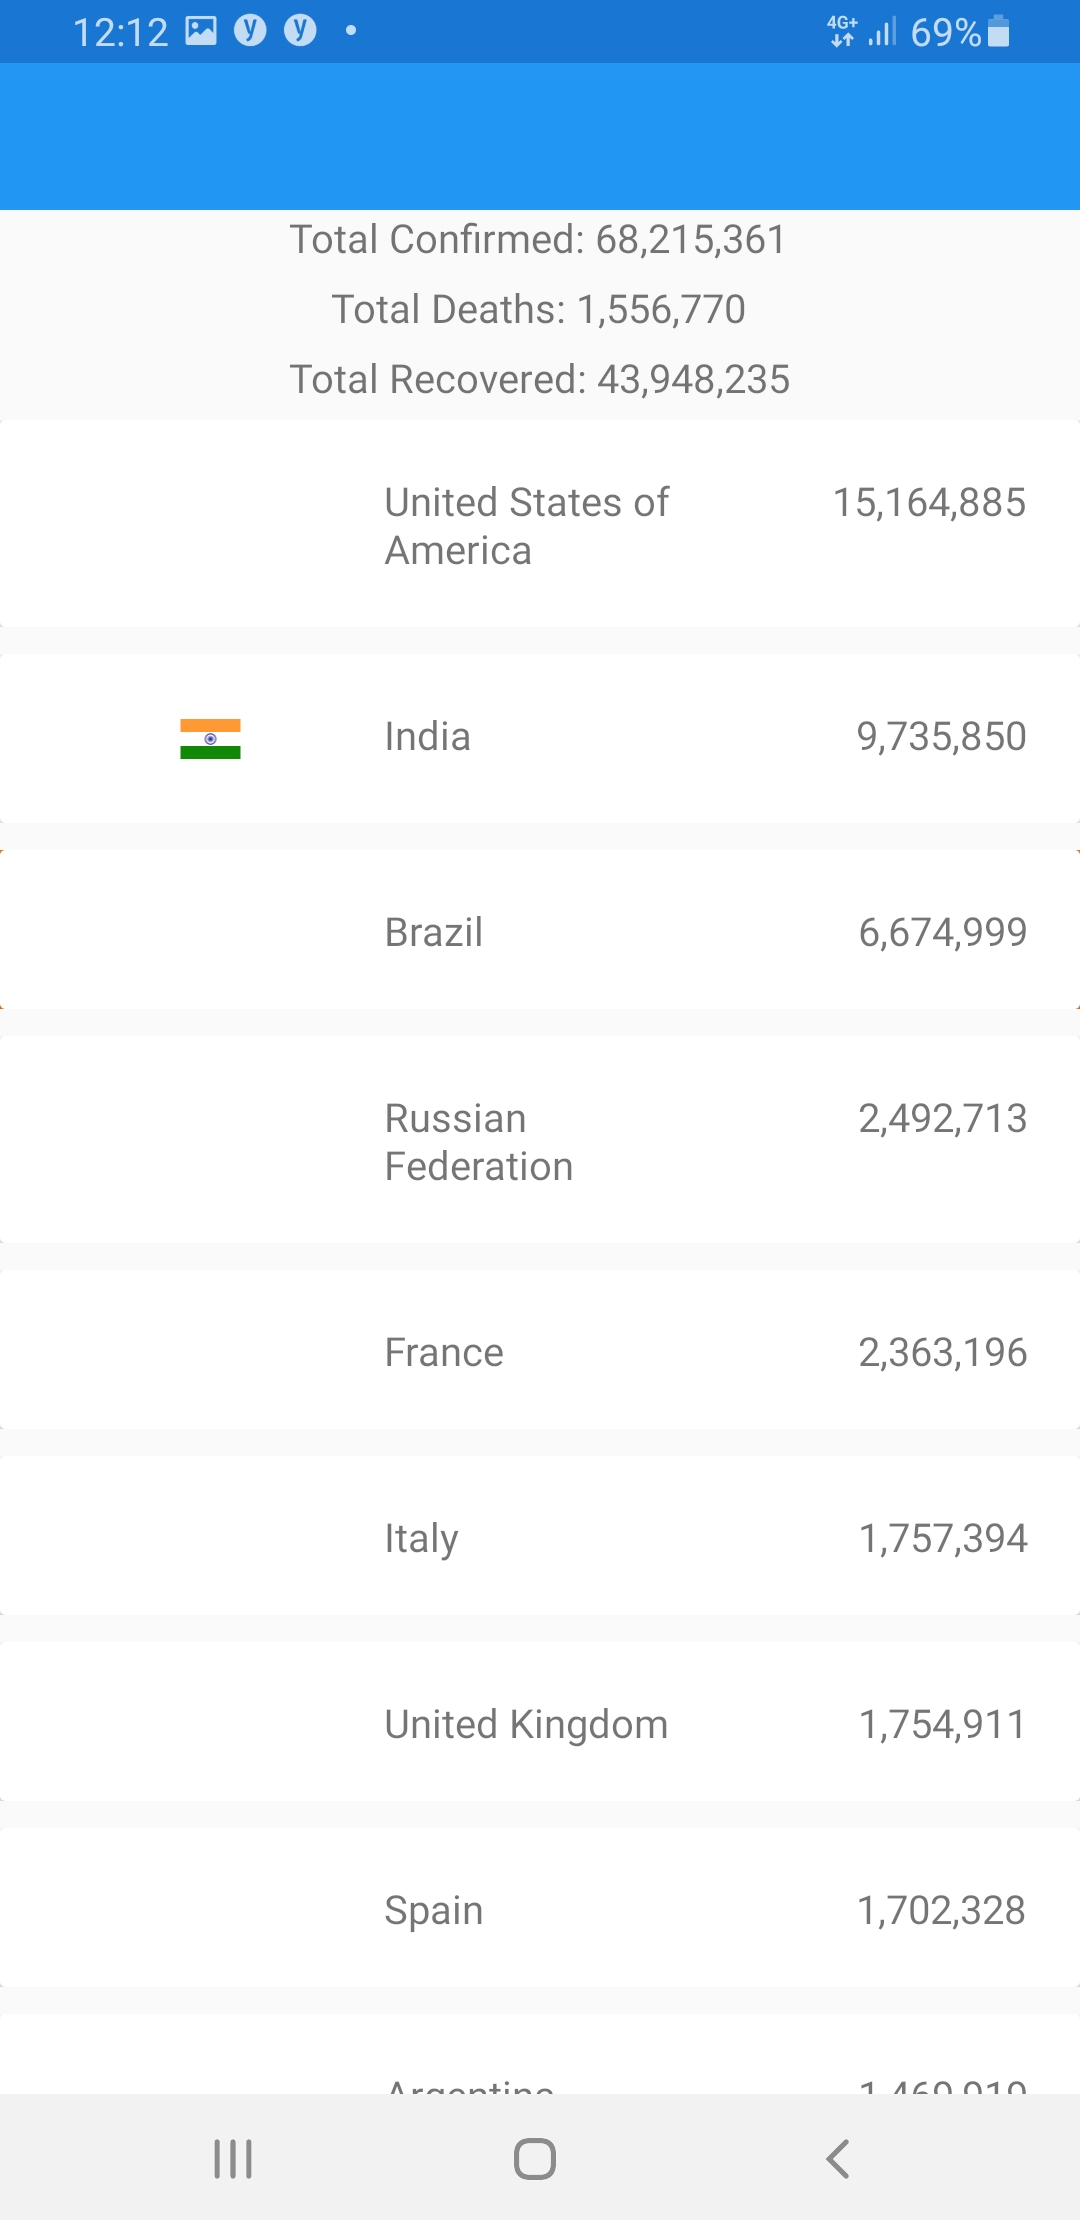 12:12 4G+ 69%
Total Confirmed: 68,215,361
Total Deaths: 1,556,770
Total Recovered: 43,948,235
United States of 15,164,885
America
India 9,735,850
Brazil 6,674,999
Russian 2,492,713
Federation
France 2,363,196
Italy 1,757,394
United Kingdom 1,754,911
Spain 1,702,328
Argentina